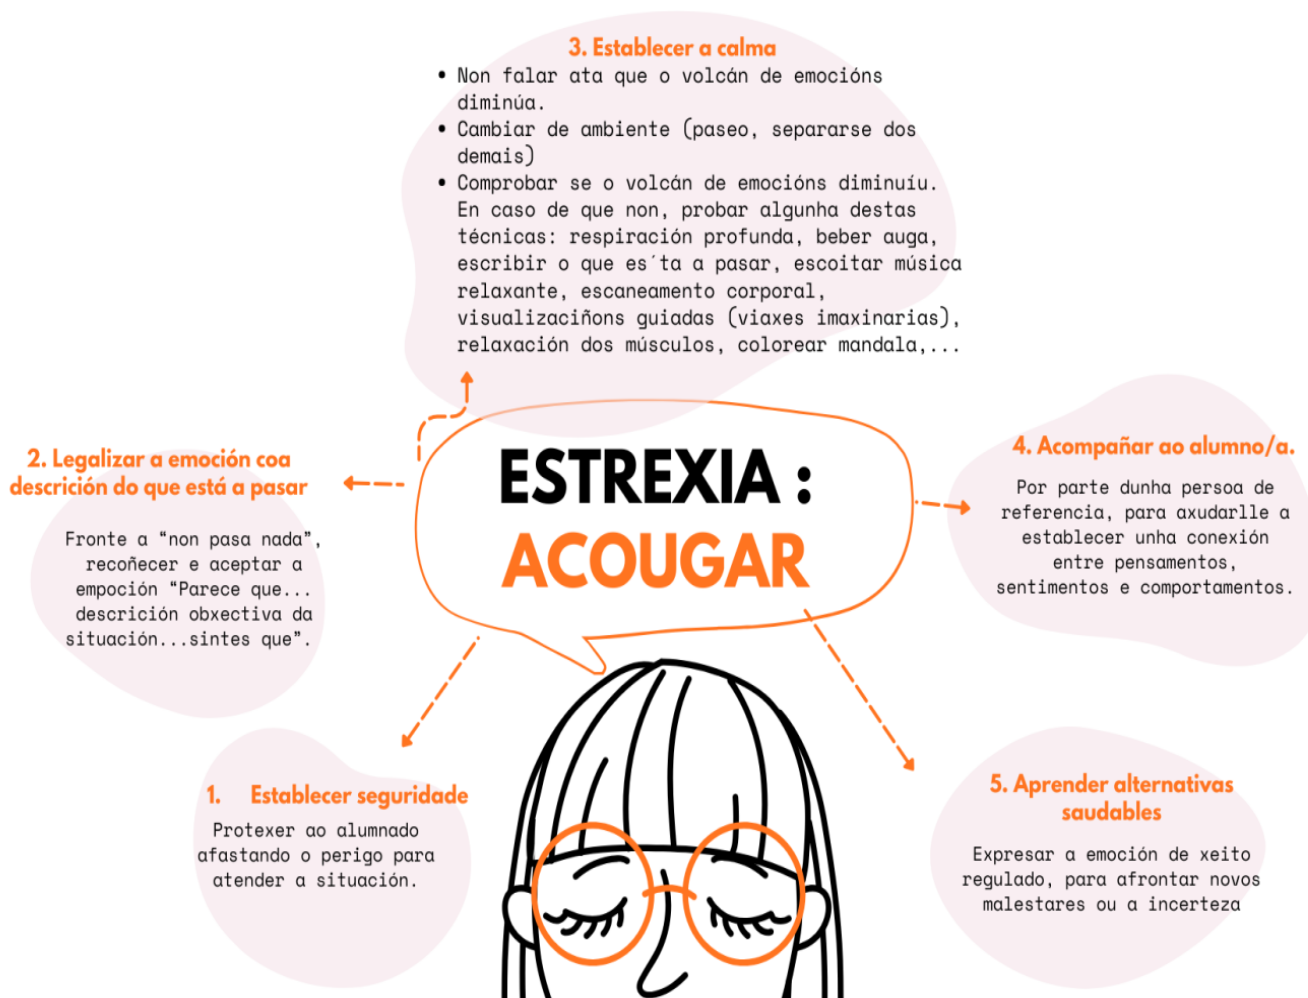 3. Establecer a calma
• Non falar ata que o volcán de emocións
diminúa.
• Cambiar de ambiente (paseo, separarse dos
demais)
• Comprobar se o volcán de emocións diminuíu.
En caso de que non, probar algunha destas
técnicas: respiración profunda, beber auga,
escribir o que es´ta a pasar, escoitar música
relaxante, escaneamento corporal,
visualizaciñons guiadas (viaxes imaxinarias),
relaxación dos músculos, colorear mandala,...
ESTREXIA :
ACOUGAR
2. Legalizar a emoción coa
descrición do que está a pasar
Fronte a “non pasa nada”,
recoñecer e aceptar a
empoción “Parece que...
descrición obxectiva da
situación...sintes que”.
4. Acompañar ao alumno/a.
Por parte dunha persoa de
referencia, para axudarlle a
establecer unha conexión
entre pensamentos,
sentimentos e comportamentos.
1. Establecer seguridade
Protexer ao alumnado
afastando o perigo para
atender a situación.
5. Aprender alternativas
saudables
Expresar a emoción de xeito
regulado, para afrontar novos
malestares ou a incerteza